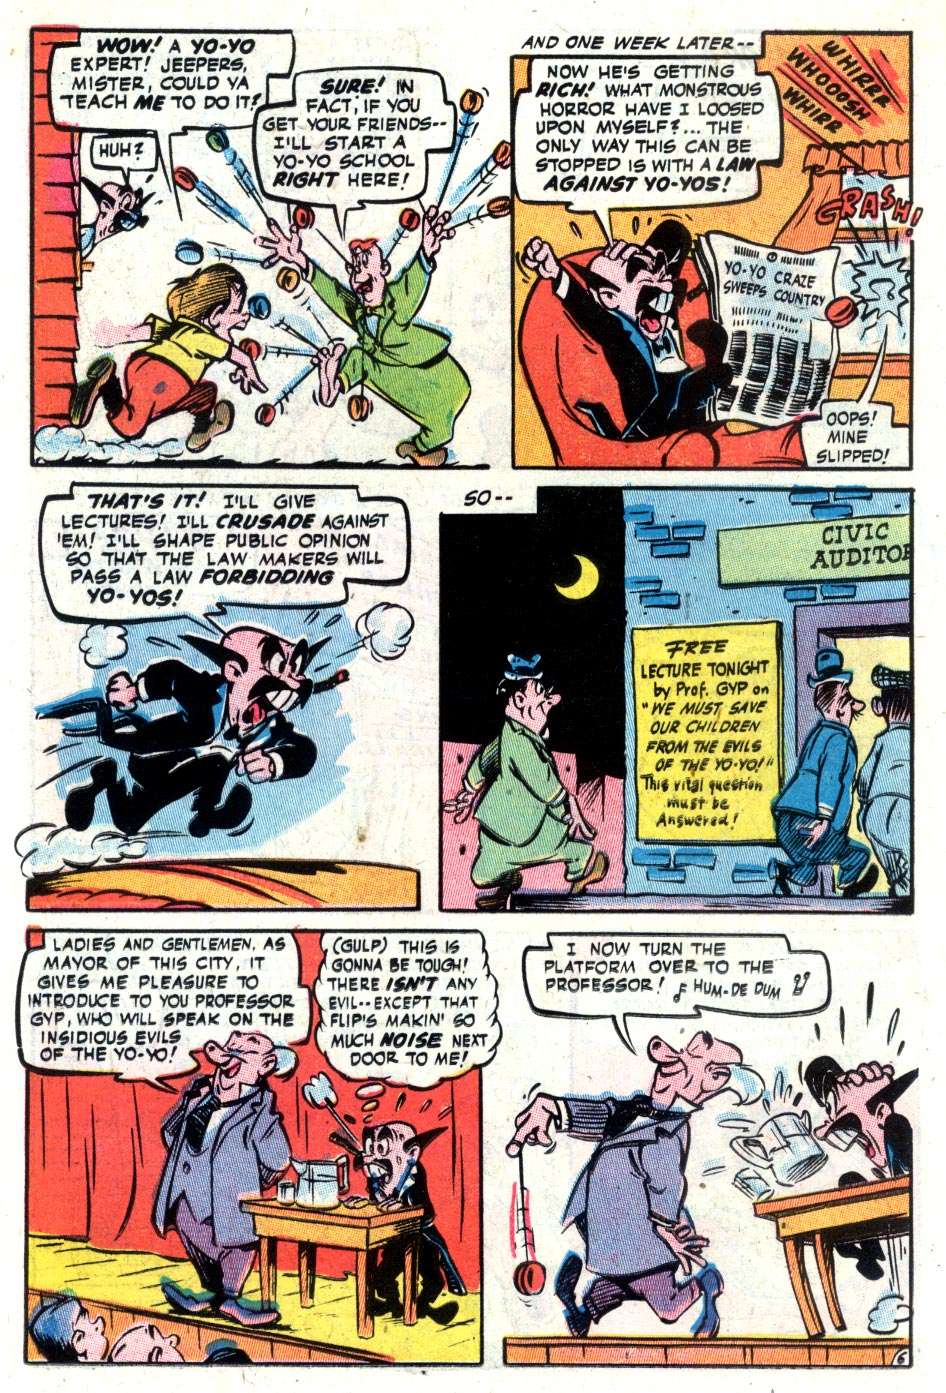 WOW! A YO-YO
EXPERT! JEEPERS,
MISTER, COULD YA
TEACH ME TO DO IT?
HUH?
SURE! IN
FACT, IF YOU
GET YOUR FRIENDS--
I'LL START A
YO-YO SCHOOL
RIGHT HERE!
AND ONE WEEK LATER--
NOW HE'S GETTING
RICH! WHAT MONSTROUS
HORROR HAVE I LOOSED
UPON MYSELF?... THE
ONLY WAY THIS CAN BE
STOPPED IS WITH A LAW
AGAINST YO-YOS!
WHIRRR
WHOOOSH
WHIRR
CRASH!
YO-YO CRAZE
SWEEPS COUNTRY
OOPS!
MINE
SLIPPED!
THAT'S IT! I'LL GIVE
LECTURES! I'LL CRUSADE AGAINST
'EM! I'LL SHAPE PUBLIC OPINION
SO THAT THE LAW MAKERS WILL
PASS A LAW FORBIDDING
YO-YOS!
SO--
CIVIC
AUDITOR
FREE
LECTURE TONIGHT
by Prof. GYP on
"WE MUST SAVE
OUR CHILDREN
FROM THE EVILS
OF THE YO-YO!"
This vital question
must be
Answered!
LADIES AND GENTLEMEN, AS
MAYOR OF THIS CITY, IT
GIVES ME PLEASURE TO
INTRODUCE TO YOU PROFESSOR
GYP, WHO WILL SPEAK ON THE
INSIDIOUS EVILS
OF THE YO-YO!
(GULP) THIS IS
GONNA BE TOUGH!
THERE ISN'T ANY
EVIL--EXCEPT THAT
FLIP'S MAKIN' SO
MUCH NOISE NEXT
DOOR TO ME!
I NOW TURN THE
PLATFORM OVER TO THE
PROFESSOR! ♪ HUM-DE DUM ♫
6